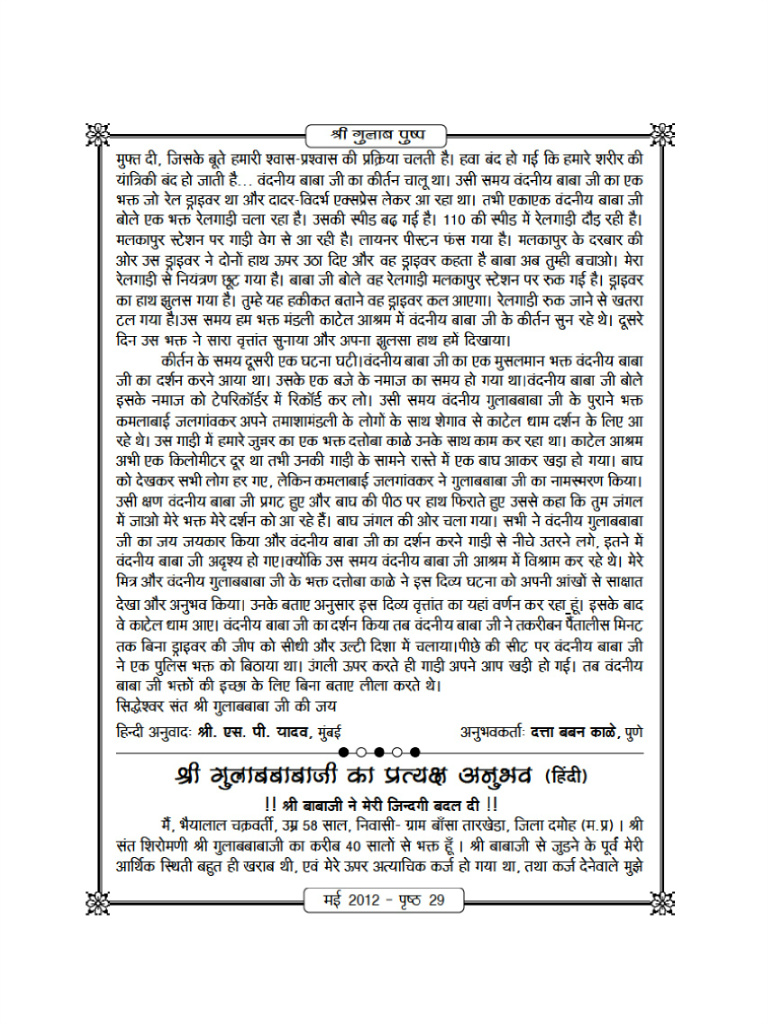 श्री गुलाब पुष्प
मुफ्त दी, जिसके बूते हमारी श्वास-प्रश्वास की प्रक्रिया चलती है। हवा बंद हो गई कि हमारे शरीर की
यांत्रिकी बंद हो जाती है... वंदनीय बाबा जी का कीर्तन चालू था। उसी समय वंदनीय बाबा जी का एक
भक्त जो रेल ड्राइवर था और दादर-विदर्भ एक्सप्रेस लेकर आ रहा था। तभी एकाएक वंदनीय बाबा जी
बोले एक भक्त रेलगाड़ी चला रहा है। उसकी स्पीड बढ़ गई है। 110 की स्पीड में रेलगाड़ी दौड़ रही है।
मलकापुर स्टेशन पर गाड़ी वेग से आ रही है। लायनर पीस्टन फंस गया है। मलकापुर के दरबार की
ओर उस ड्राइवर ने दोनों हाथ ऊपर उठा दिए और वह ड्राइवर कहता है बाबा अब तुम्ही बचाओ। मेरा
रेलगाड़ी से नियंत्रण छूट गया है। बाबा जी बोले वह रेलगाड़ी मलकापुर स्टेशन पर रुक गई है। ड्राइवर
का हाथ झुलस गया है। तुम्हे यह हकीकत बताने वह ड्राइवर कल आएगा। रेलगाड़ी रुक जाने से खतरा
टल गया है।उस समय हम भक्त मंडली काटेल आश्रम में वंदनीय बाबा जी के कीर्तन सुन रहे थे। दूसरे
दिन उस भक्त ने सारा वृत्तांत सुनाया और अपना झुलसा हाथ हमें दिखाया।
कीर्तन के समय दूसरी एक घटना घटी।वंदनीय बाबा जी का एक मुसलमान भक्त वंदनीय बाबा
जी का दर्शन करने आया था। उसके एक बजे के नमाज का समय हो गया था।वंदनीय बाबा जी बोले
इसके नमाज को टेपरिकॉर्डर में रिकॉर्ड कर लो। उसी समय वंदनीय गुलाबबाबा जी के पुराने भक्त
कमलाबाई जलगांवकर अपने तमाशामंडली के लोगों के साथ शेगाव से काटेल धाम दर्शन के लिए आ
रहे थे। उस गाड़ी में हमारे जुन्नर का एक भक्त दत्तोबा काळे उनके साथ काम कर रहा था। काटेल आश्रम
अभी एक किलोमीटर दूर था तभी उनकी गाड़ी के सामने रास्ते में एक बाघ आकर खड़ा हो गया। बाघ
को देखकर सभी लोग हर गए, लेकिन कमलाबाई जलगांवकर ने गुलाबबाबा जी का नामस्मरण किया।
उसी क्षण वंदनीय बाबा जी प्रगट हुए और बाघ की पीठ पर हाथ फिराते हुए उससे कहा कि तुम जंगल
में जाओ मेरे भक्त मेरे दर्शन को आ रहे हैं। बाघ जंगल की ओर चला गया। सभी ने वंदनीय गुलाबबाबा
जी का जय जयकार किया और वंदनीय बाबा जी का दर्शन करने गाड़ी से नीचे उतरने लगे, इतने में
वंदनीय बाबा जी अदृश्य हो गए।क्योंकि उस समय वंदनीय बाबा जी आश्रम में विश्राम कर रहे थे। मेरे
मित्र और वंदनीय गुलाबबाबा जी के भक्त दत्तोबा काळे ने इस दिव्य घटना को अपनी आंखों से साक्षात
देखा और अनुभव किया। उनके बताए अनुसार इस दिव्य वृत्तांत का यहां वर्णन कर रहा हूं। इसके बाद
वे काटेल धाम आए। वंदनीय बाबा जी का दर्शन किया तब वंदनीय बाबा जी ने तकरीबन पैंतालीस मिनट
तक बिना ड्राइवर की जीप को सीधी और उल्टी दिशा में चलाया।पीछे की सीट पर वंदनीय बाबा जी
ने एक पुलिस भक्त को बिठाया था। उंगली ऊपर करते ही गाड़ी अपने आप खड़ी हो गई। तब वंदनीय
बाबा जी भक्तों की इच्छा के लिए बिना बताए लीला करते थे।
सिद्धेश्वर संत श्री गुलाबबाबा जी की जय
हिन्दी अनुवादः श्री. एस. पी. यादव, मुंबई अनुभवकर्ताः दत्ता बबन काळे, पुणे
श्री गुलाबबाबाजी का प्रत्यक्ष अनुभव (हिंदी)
!! श्री बाबाजी ने मेरी जिन्दगी बदल दी !!
मैं, भैयालाल चक्रवर्ती, उम्र 58 साल, निवासी- ग्राम बाँसा तारखेडा, जिला दमोह (म.प्र) । श्री
संत शिरोमणी श्री गुलाबबाबाजी का करीब 40 सालों से भक्त हूँ । श्री बाबाजी से जुडने के पूर्व मेरी
आर्थिक स्थिती बहुत ही खराब थी, एवं मेरे ऊपर अत्याचिक कर्ज हो गया था, तथा कर्ज देनेवाले मुझे
मई 2012 - पृष्ठ 29